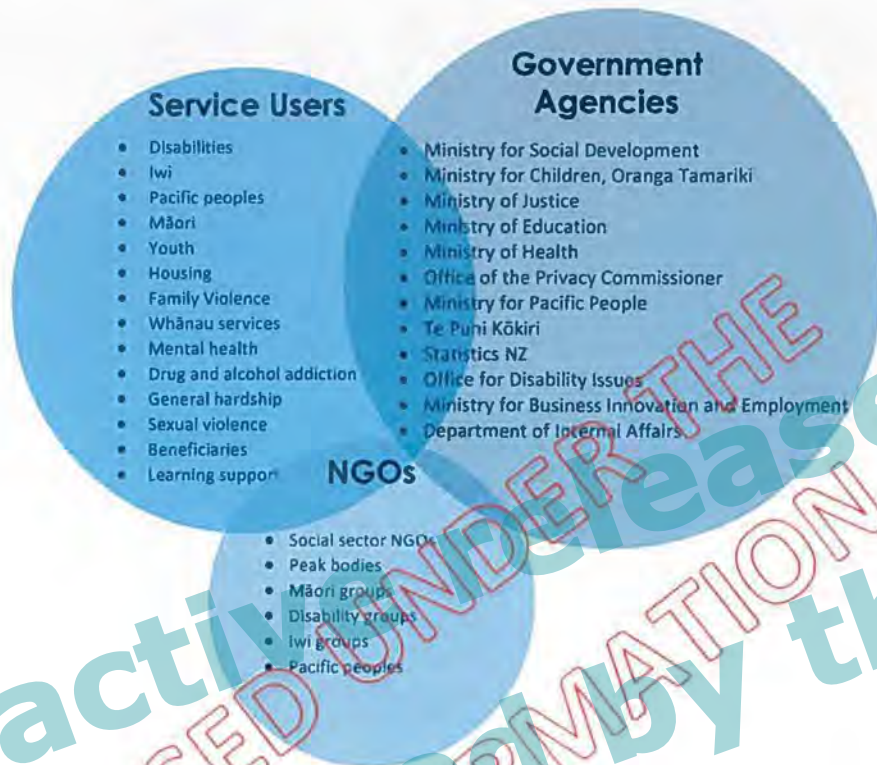 Service Users
• Disabilities
• Iwi
• Pacific peoples
• Māori
• Youth
• Housing
• Family Violence
• Whānau services
• Mental health
• Drug and alcohol addiction
• General hardship
• Sexual violence
• Beneficiaries
• Learning support
Government
Agencies
• Ministry for Social Development
• Ministry for Children, Oranga Tamariki
• Ministry of Justice
• Ministry of Education
• Ministry of Health
• Office of the Privacy Commissioner
• Ministry for Pacific People
• Te Puni Kōkiri
• Statistics NZ
• Office for Disability Issues
• Ministry for Business Innovation and Employment
• Department of Internal Affairs
NGOs
• Social sector NGOs
• Peak bodies
• Māori groups
• Disability groups
• Iwi groups
• Pacific peoples
UNDER THE